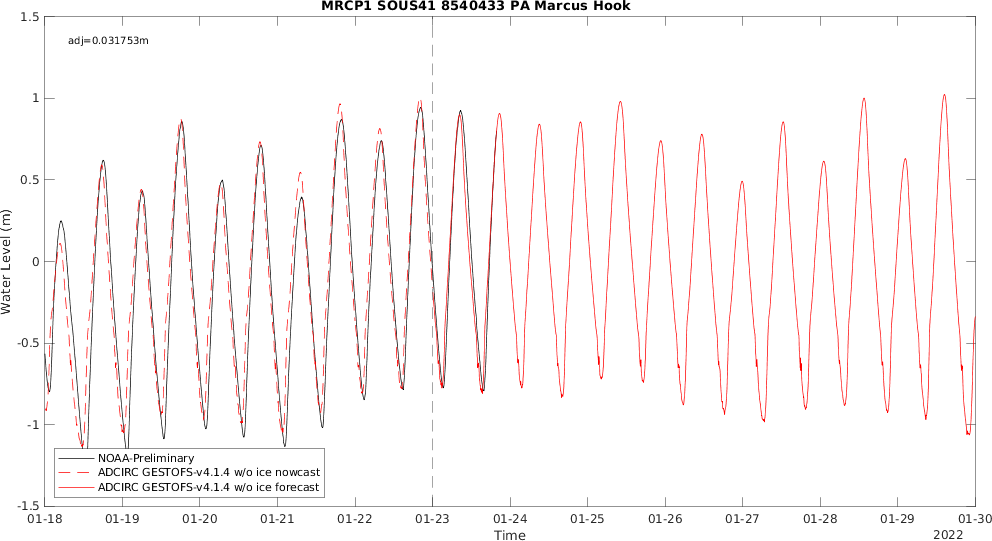 MRCP1 SOUS41 8540433 PA Marcus Hook
adj=0.031753m
1.5
1
0.5
0
-0.5
-1
-1.5
Water Level (m)
NOAA-Preliminary
ADCIRC GESTOFS-v4.1.4 w/o ice nowcast
ADCIRC GESTOFS-v4.1.4 w/o ice forecast
01-18 01-19 01-20 01-21 01-22 01-23 01-24 01-25 01-26 01-27 01-28 01-29 01-30
Time
2022